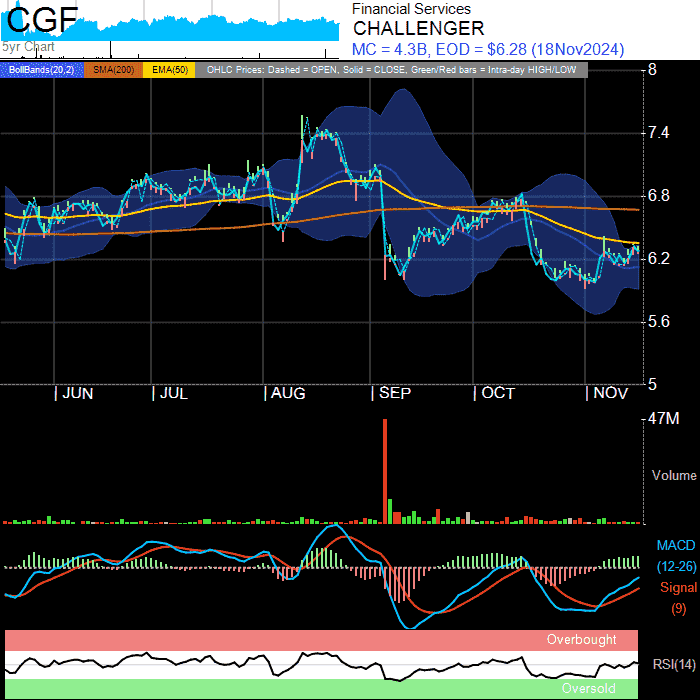 CGF
5yr Chart
Financial Services
CHALLENGER
MC = 4.3B, EOD = $6.28 (18Nov2024)
BollBands(20,2) SMA(200) EMA(50) OHLC Prices: Dashed = OPEN, Solid = CLOSE, Green/Red bars = Intra-day HIGH/LOW
8
7.4
6.8
6.2
5.6
5
JUN JUL AUG SEP OCT NOV
47M
Volume
MACD
(12-26)
Signal
(9)
Overbought
RSI(14)
Oversold